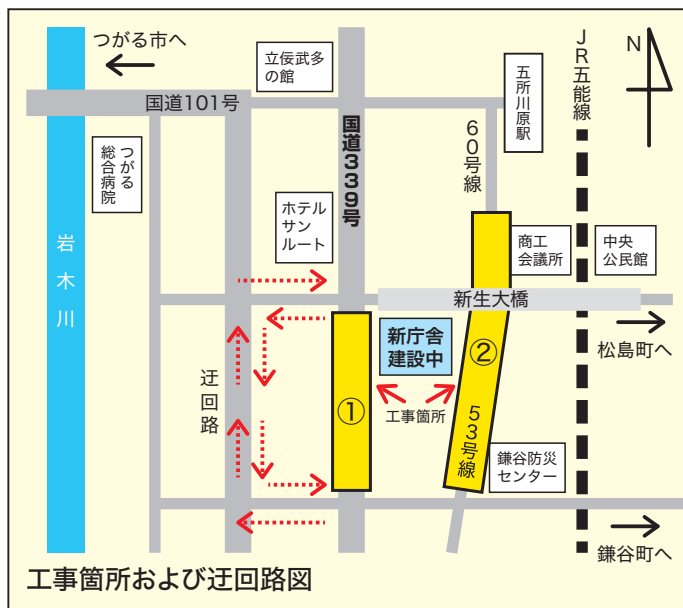 つがる市へ
立佞武多
の館
JR五能線
N
国道101号
五所川原駅
国道339号
60号線
つがる
総合病院
ホテル
サン
ルート
商工
会議所
中央
公民館
岩木川
新生大橋
新庁舎
建設中
②
松島町へ
迂回路
①
工事箇所
53号線
鎌谷防災
センター
鎌谷町へ
工事箇所および迂回路図